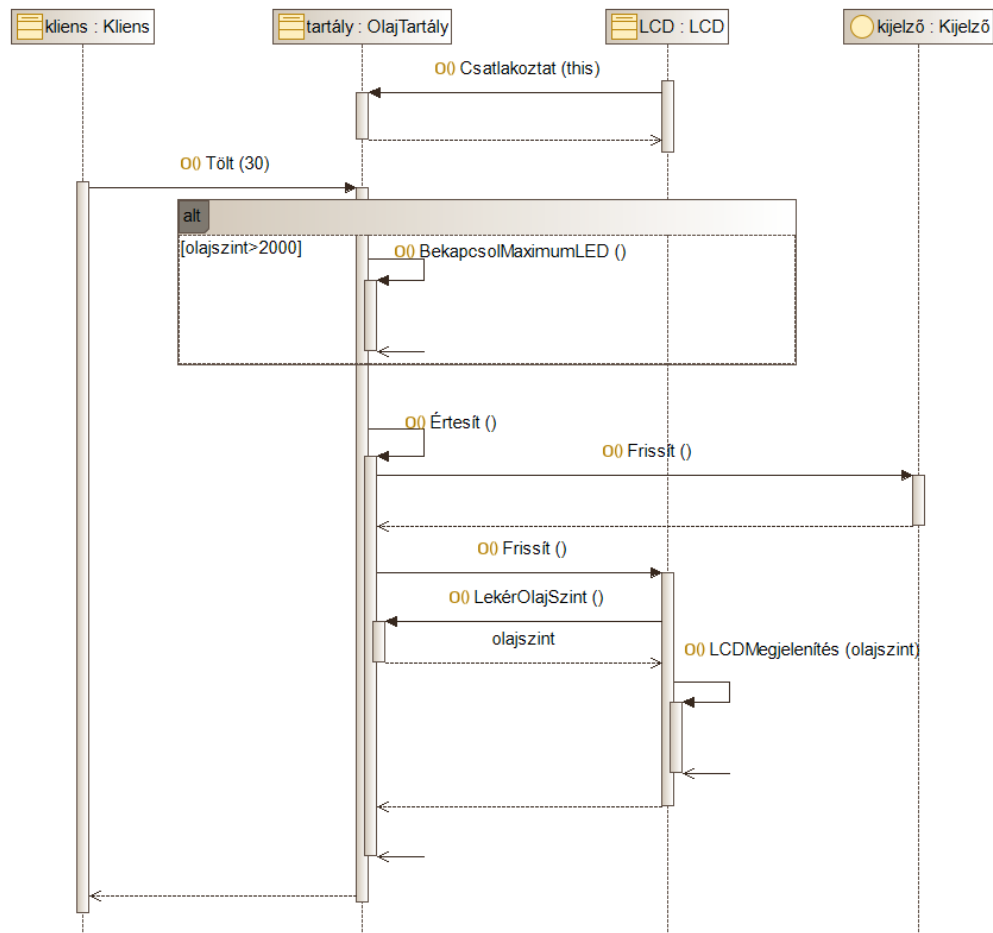 kliens : Kliens
tartály : OlajTartály
LCD : LCD
kijelző : Kijelző
O() Csatlakoztat (this)
O() Tölt (30)
alt
[olajszint>2000]
O() BekapcsolMaximumLED ()
O() Értesít ()
O() Frissít ()
O() Frissít ()
O() LekérOlajSzint ()
olajszint
O() LCDMegjelenítés (olajszint)